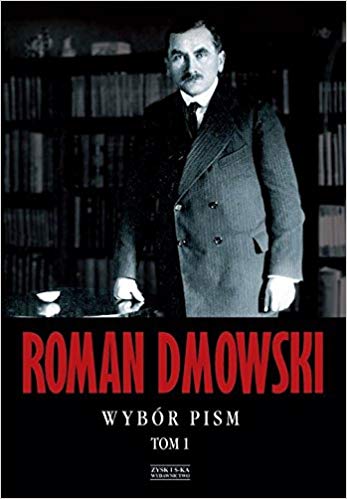 ROMAN DMOWSKI
WYBÓR PISM
TOM 1
ZYSK I S-KA
WYDAWNICTWO